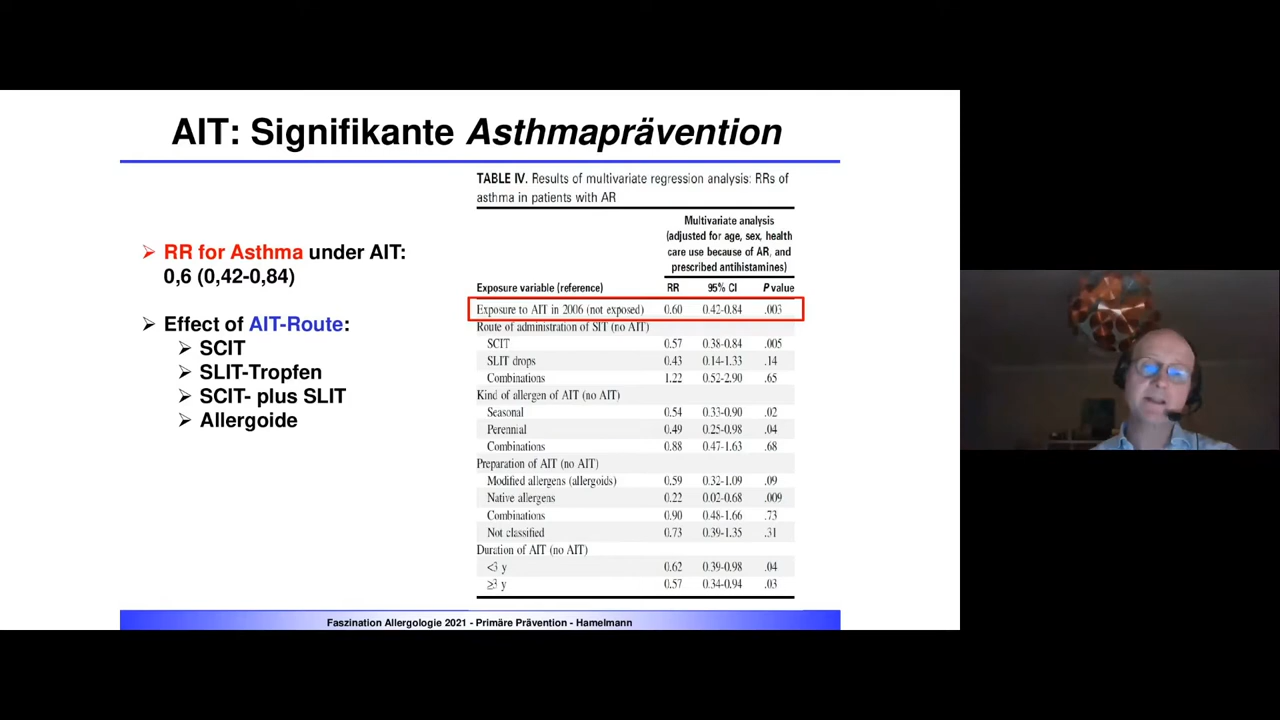 AIT: Signifikante Asthmaprävention
RR for Asthma under AIT:
0,6 (0,42-0,84)
Effect of AIT-Route:
SCIT
SLIT-Tropfen
SCIT- plus SLIT
Allergoide
TABLE IV. Results of multivariate regression analysis: RRs of
asthma in patients with AR
Multivariate analysis
(adjusted for age, sex, health
care use because of AR, and
prescribed antihistamines)
Exposure variable (reference) RR 95% CI P value
Exposure to AIT in 2006 (not exposed) 0.60 0.42-0.84 .003
Route of administration of SIT (no AIT)
SCIT 0.57 0.38-0.84 .005
SLIT drops 0.43 0.14-1.33 .14
Combinations 1.22 0.52-2.90 .65
Kind of allergen of AIT (no AIT)
Seasonal 0.54 0.33-0.90 .02
Perennial 0.49 0.25-0.98 .04
Combinations 0.88 0.47-1.63 .68
Preparation of AIT (no AIT)
Modified allergens (allergoids) 0.59 0.32-1.09 .09
Native allergens 0.22 0.02-0.68 .009
Combinations 0.90 0.48-1.66 .73
Not classified 0.73 0.39-1.35 .31
Duration of AIT (no AIT)
<3 y 0.62 0.39-0.98 .04
≥3 y 0.57 0.34-0.94 .03
Faszination Allergologie 2021 - Primäre Prävention - Hamelmann